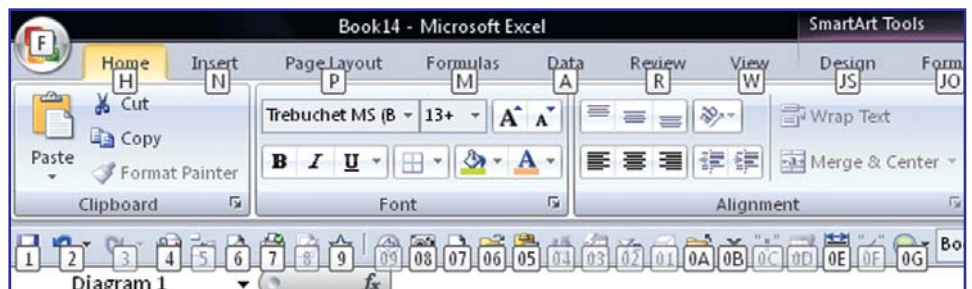 Book14 - Microsoft Excel SmartArt Tools
F
Home Insert Page Layout Formulas Data Review View Design Form
H N P M A R W JS JO
Cut
Copy
Paste
Format Painter
Trebuchet MS (B 13+ A A
B I U A
Wrap Text
Merge & Center
Clipboard Font Alignment
1 2 3 4 5 6 7 8 9 09 08 07 06 05 04 03 02 01 0A 0B 0C 0D 0E 0F 0G Bo
Diagram 1 fx